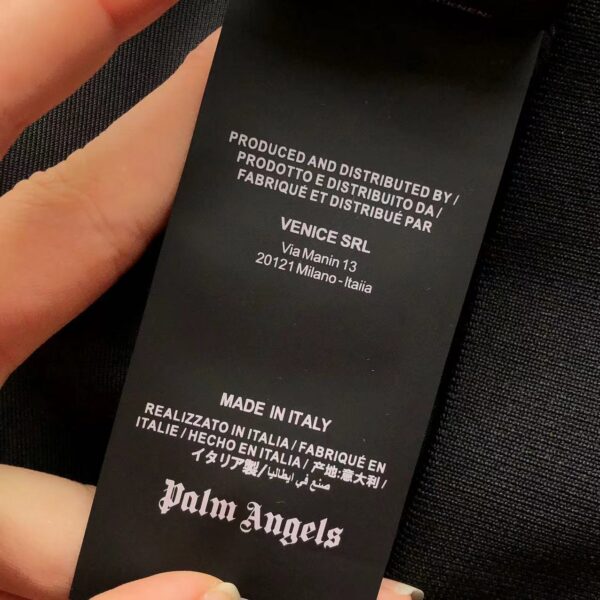 PRODUCED AND DISTRIBUTED BY /
PRODOTTO E DISTRIBUITO DA /
FABRIQUÉ ET DISTRIBUÉ PAR
VENICE SRL
Via Manin 13
20121 Milano-Itaiia
MADE IN ITALY
REALIZZATO IN ITALIA / FABRIQUÉ EN
ITALIE / HECHO EN ITALIA / 产地:意大利 /
イタリア製/صنع في ايطاليا
Palm Angels